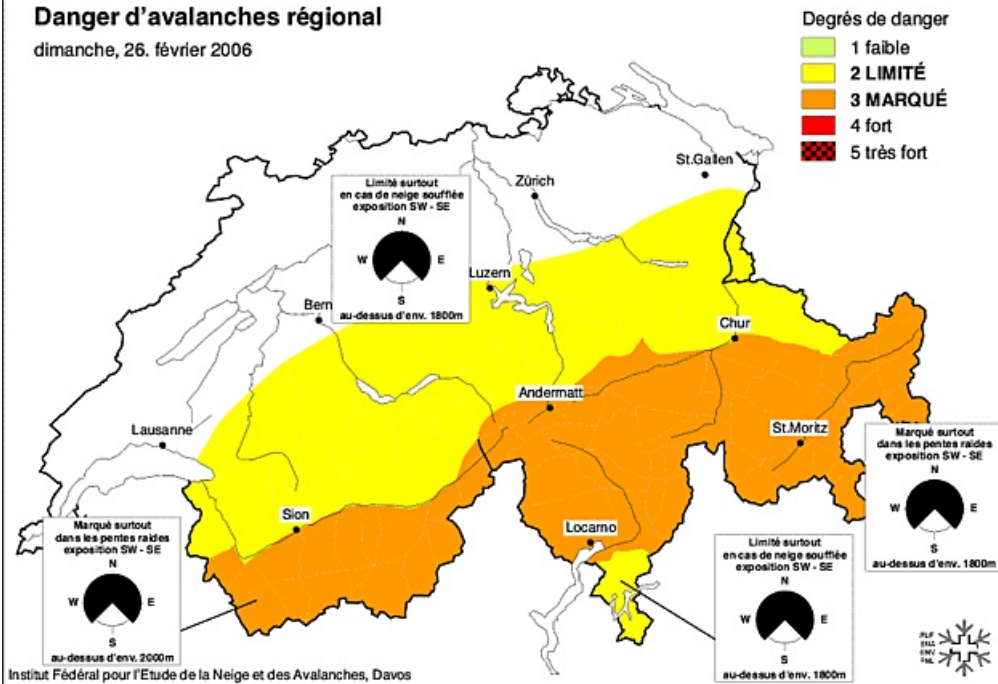 Danger d'avalanches régional
dimanche, 26. février 2006
Degrés de danger
1 faible
2 LIMITÉ
3 MARQUÉ
4 fort
5 très fort
St.Gallen
Zürich
Limité surtout
en cas de neige soufflée
exposition SW - SE
N
W E
S
au-dessus d'env. 1800m
Luzern
Bern
Chur
Andermatt
Lausanne
St.Moritz
Marqué surtout
dans les pentes raides
exposition SW - SE
N
W E
S
au-dessus d'env. 1800m
Sion
Locarno
Marqué surtout
dans les pentes raides
exposition SW - SE
N
W E
S
au-dessus d'env. 2000m
Limité surtout
en cas de neige soufflée
exposition SW - SE
N
W E
S
au-dessus d'env. 1800m
Institut Fédéral pour l'Etude de la Neige et des Avalanches, Davos